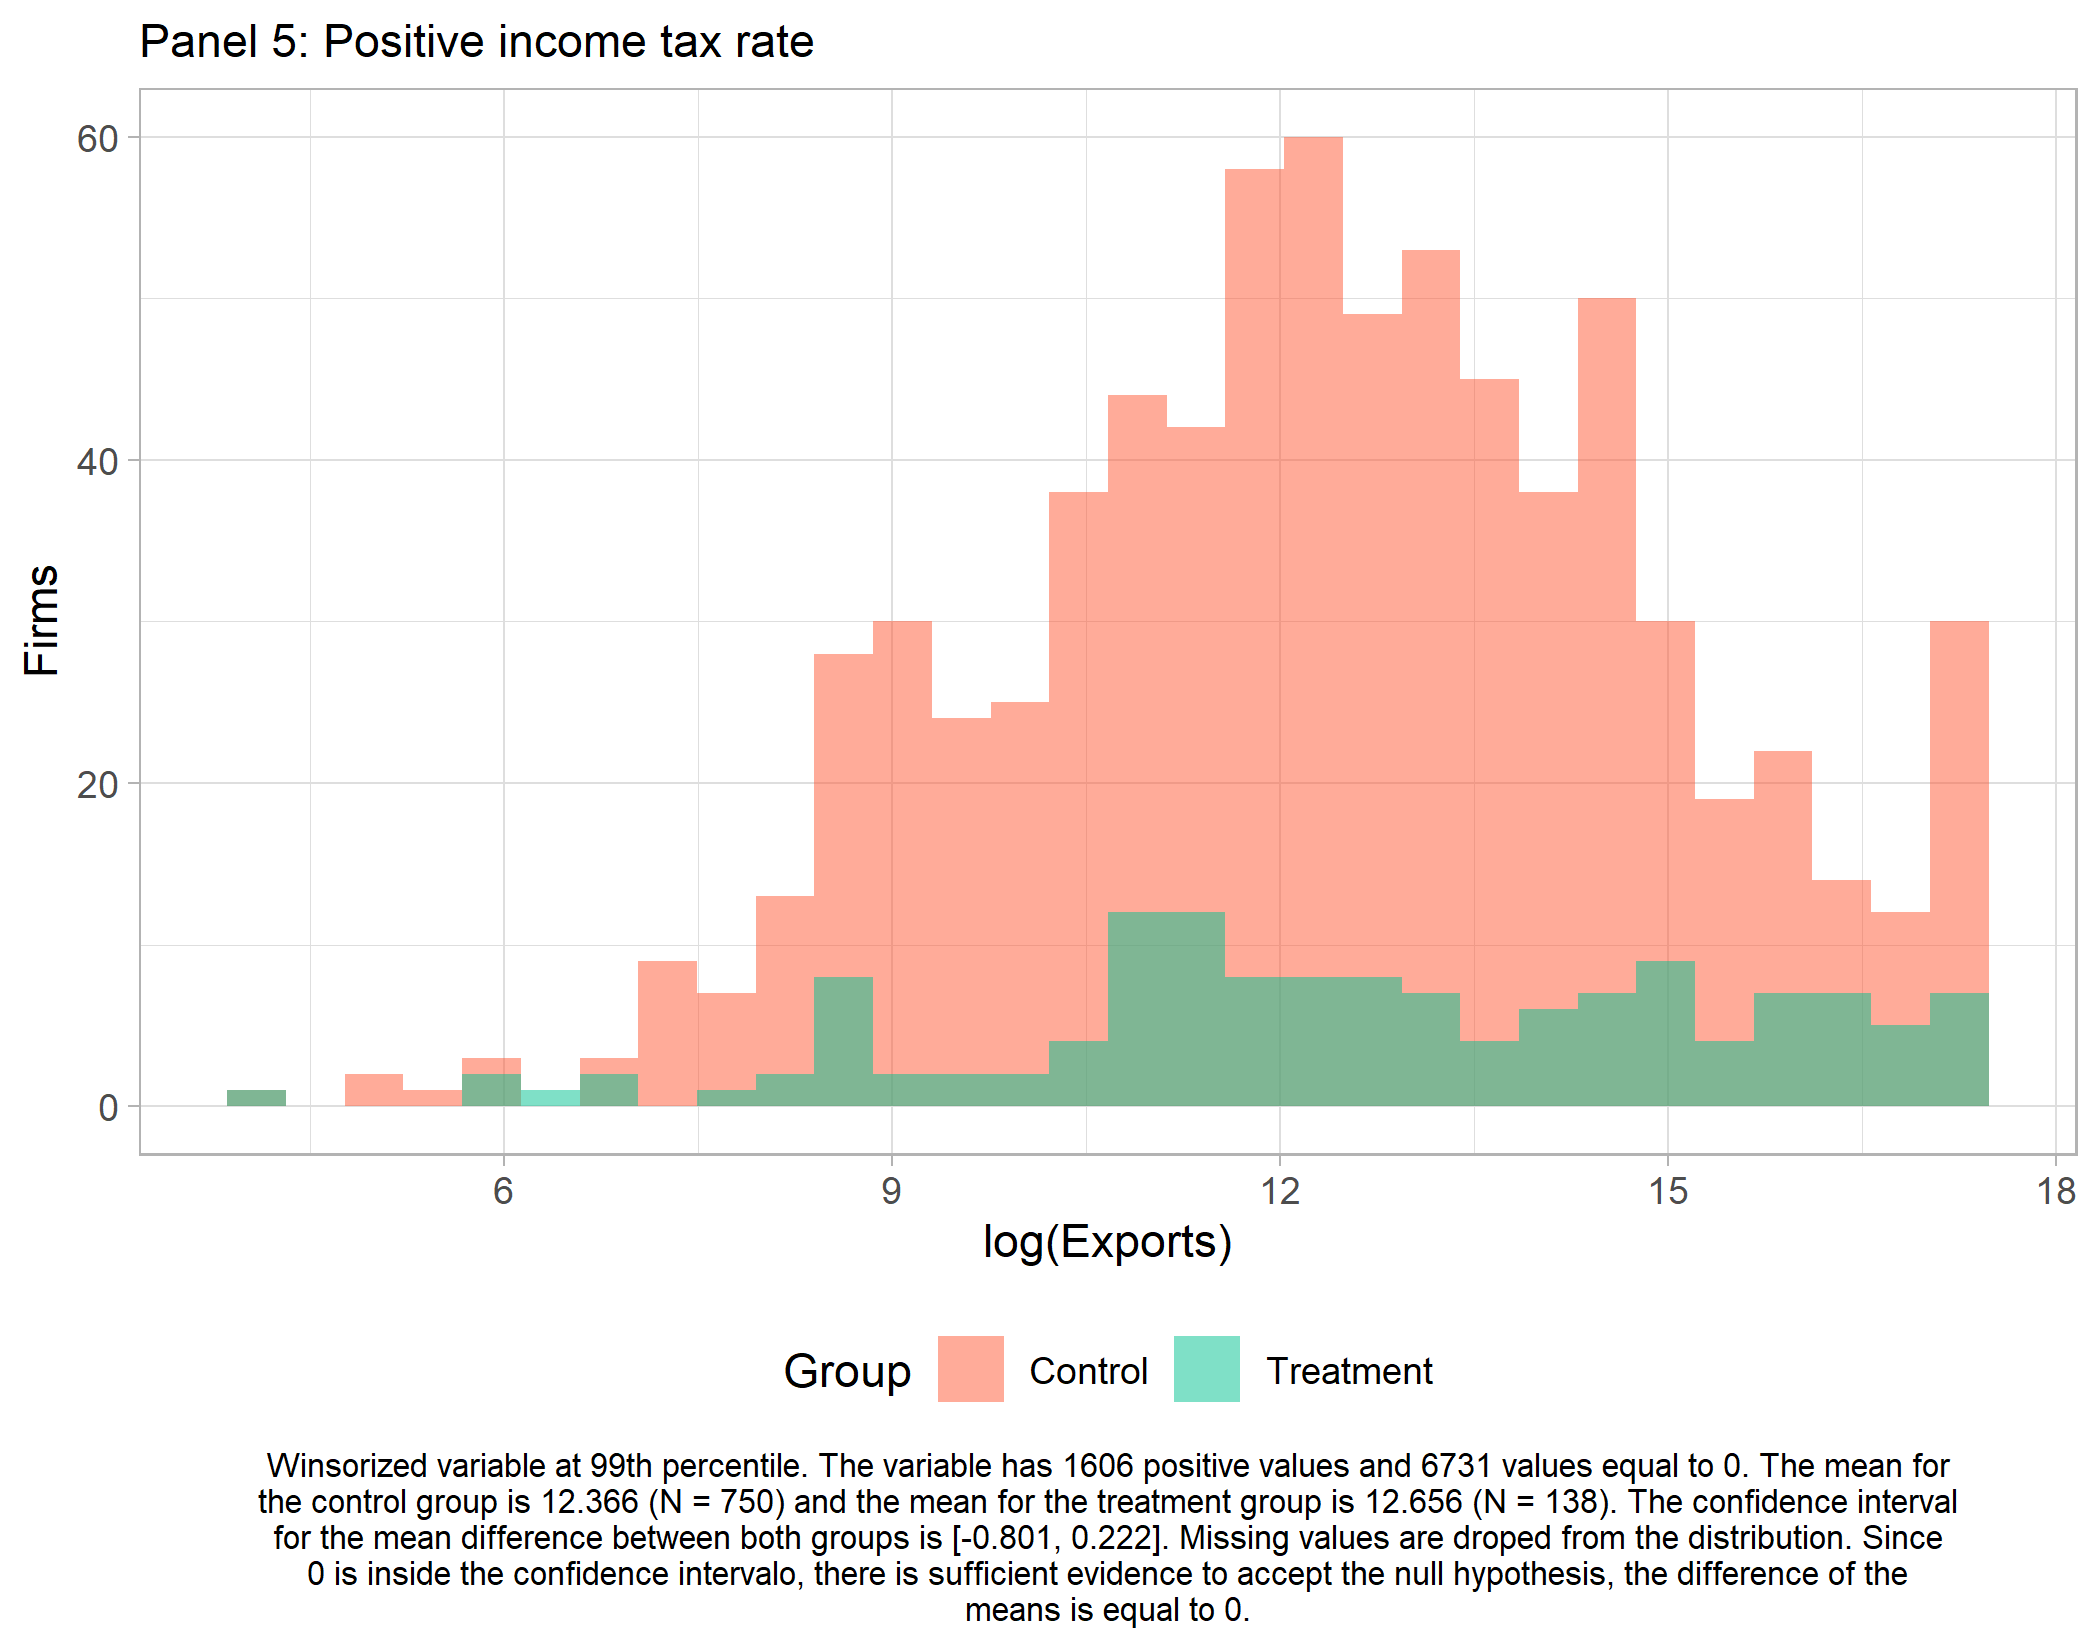 Panel 5: Positive income tax rate
60
40
20
0
Firms
6 9 12 15 18
log(Exports)
Group Control Treatment
Winsorized variable at 99th percentile. The variable has 1606 positive values and 6731 values equal to 0. The mean for
the control group is 12.366 (N = 750) and the mean for the treatment group is 12.656 (N = 138). The confidence interval
for the mean difference between both groups is [-0.801, 0.222]. Missing values are droped from the distribution. Since
0 is inside the confidence intervalo, there is sufficient evidence to accept the null hypothesis, the difference of the
means is equal to 0.